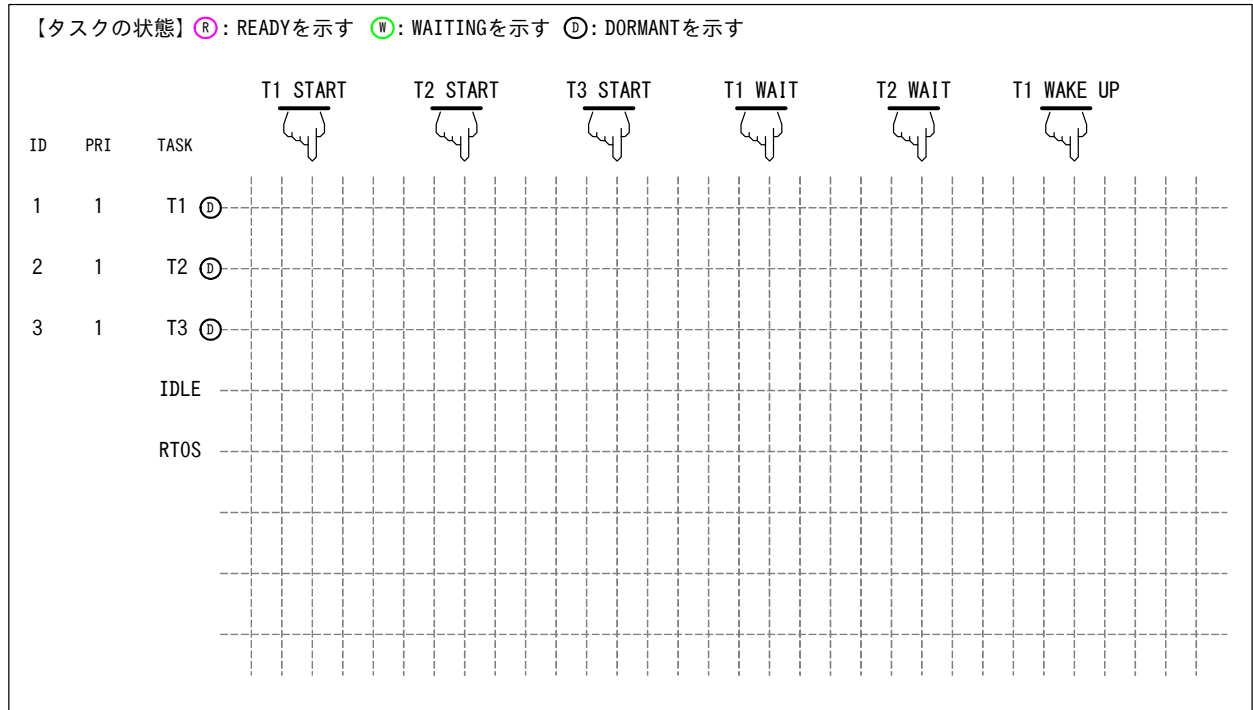 【タスクの状態】Ⓡ: READYを示す Ⓦ: WAITINGを示す Ⓓ: DORMANTを示す
T1 START T2 START T3 START T1 WAIT T2 WAIT T1 WAKE UP
ID PRI TASK
1 1 T1 Ⓓ
2 1 T2 Ⓓ
3 1 T3 Ⓓ
IDLE
RTOS